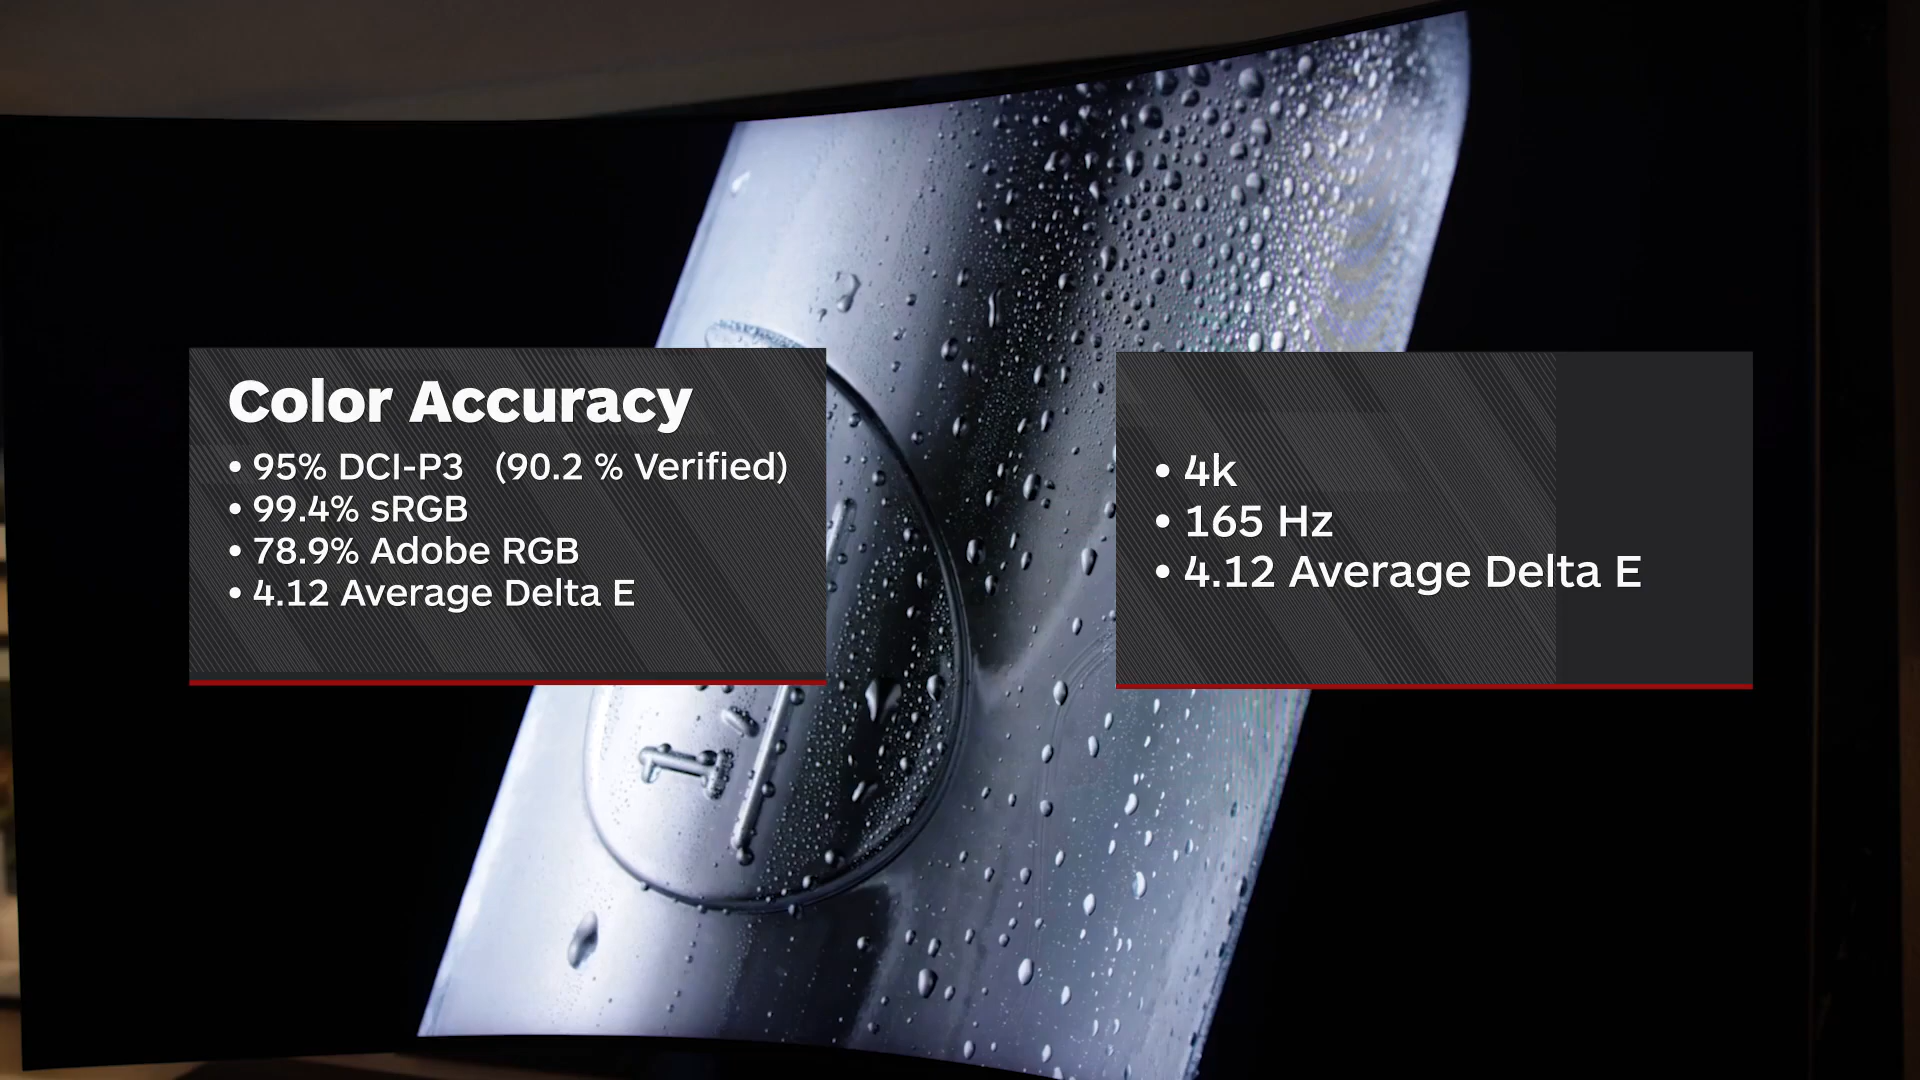 Color Accuracy
• 95% DCI-P3 (90.2 % Verified)
• 99.4% sRGB
• 78.9% Adobe RGB
• 4.12 Average Delta E
• 4k
• 165 Hz
• 4.12 Average Delta E
1